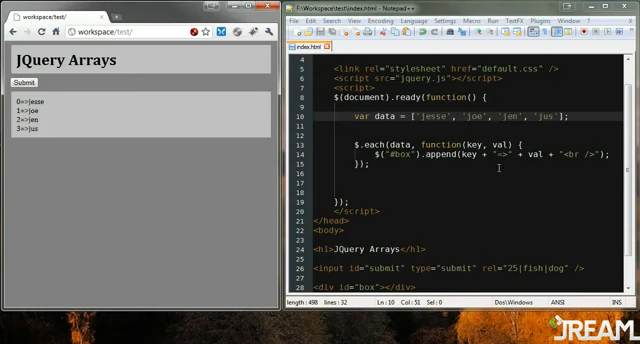 workspace/test/
workspace/test/
JQuery Arrays
Submit
0=>jesse
1=>joe
2=>jen
3=>jus
F:\Workspace\test\index.html - Notepad++
File Edit Search View Encoding Language Settings Macro Run TextFX Plugins Window ?
index.html
4
5 <link rel="stylesheet" href="default.css" />
6 <script src="jquery.js"></script>
7 <script>
8 $(document).ready(function() {
9
10 var data = ['jesse', 'joe', 'jen', 'jus'];
11
12
13 $.each(data, function(key, val) {
14 $("#box").append(key + "=>" + val + "<br />");
15 });
16
17
18
19 });
20 </script>
21 </head>
22 <body>
23
24 <h1>JQuery Arrays</h1>
25
26 <input id="submit" type="submit" rel="25|fish|dog" />
27
28 <div id="box"></div>
length : 498 lines : 32 Ln : 10 Col : 51 Sel : 0 Dos\Windows ANSI INS
JREAM